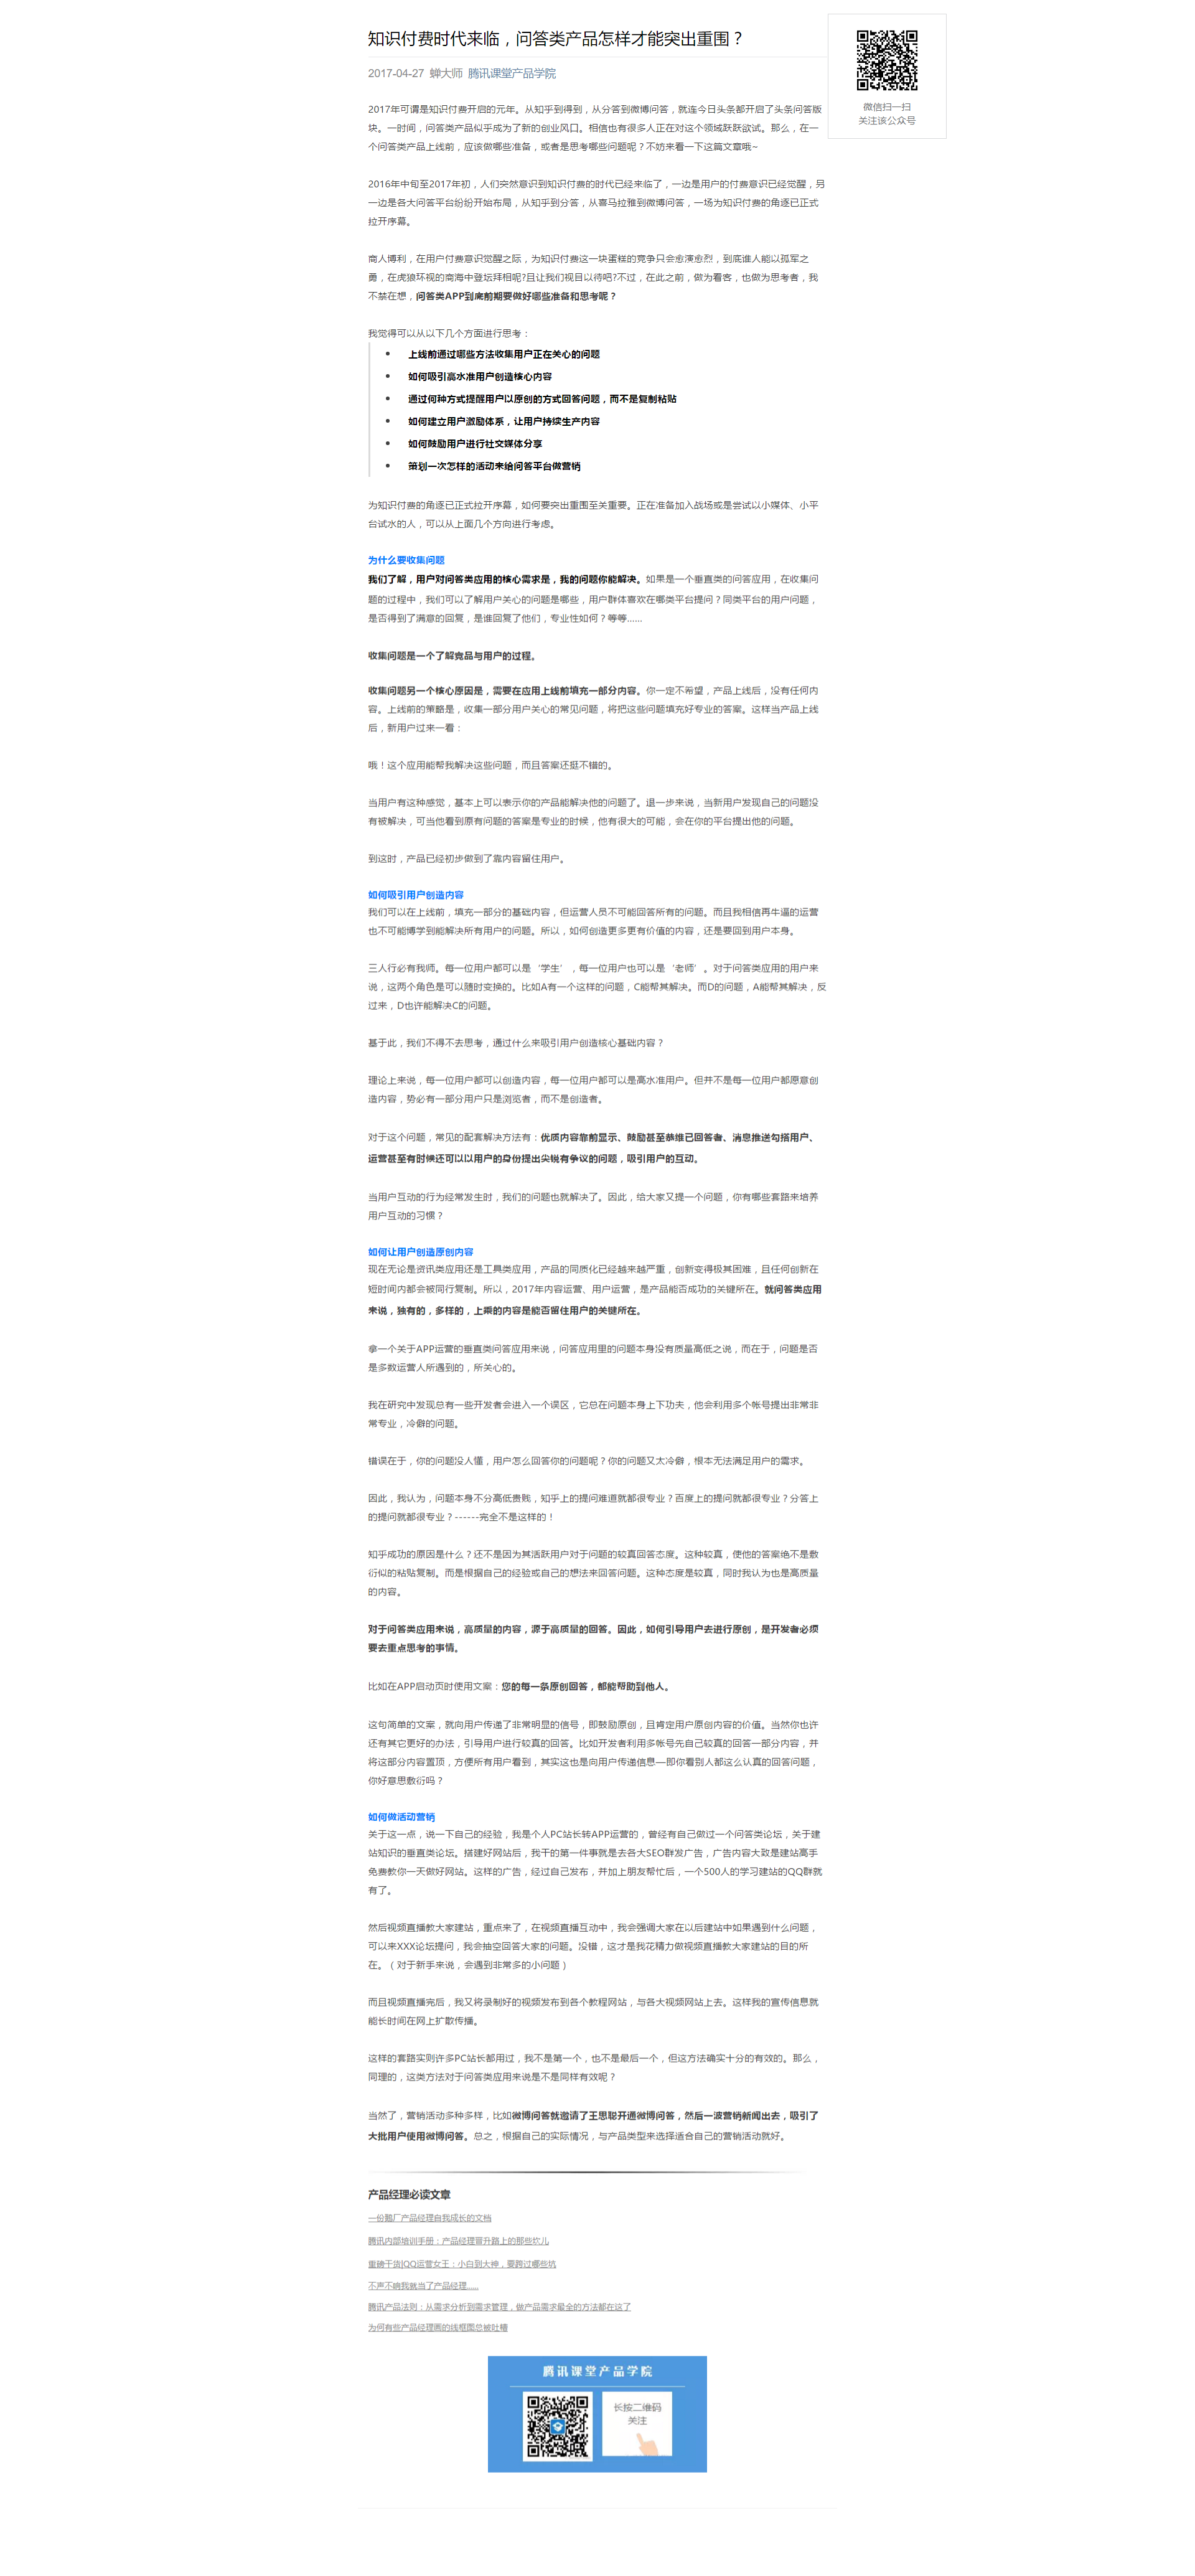 知识付费时代来临，问答类产品怎样才能突出重围？
2017-04-27 蝉大师 腾讯课堂产品学院
微信扫一扫
关注该公众号
2017年可谓是知识付费开启的元年。从知乎到得到，从分答到微博问答，就连今日头条都开启了头条问答版
块。一时间，问答类产品似乎成为了新的创业风口。相信也有很多人正在对这个领域跃跃欲试。那么，在一
个问答类产品上线前，应该做哪些准备，或者是思考哪些问题呢？不妨来看一下这篇文章哦~
2016年中旬至2017年初，人们突然意识到知识付费的时代已经来临了，一边是用户的付费意识已经觉醒，另
一边是各大问答平台纷纷开始布局，从知乎到分答，从喜马拉雅到微博问答，一场为知识付费的角逐已正式
拉开序幕。
商人博利，在用户付费意识觉醒之际，为知识付费这一块蛋糕的竞争只会愈演愈烈，到底谁人能以孤军之
勇，在虎狼环视的商海中登坛拜相呢?且让我们视目以待吧?不过，在此之前，做为看客，也做为思考者，我
不禁在想，问答类APP到底前期要做好哪些准备和思考呢？
我觉得可以从以下几个方面进行思考：
• 上线前通过哪些方法收集用户正在关心的问题
• 如何吸引高水准用户创造核心内容
• 通过何种方式提醒用户以原创的方式回答问题，而不是复制粘贴
• 如何建立用户激励体系，让用户持续生产内容
• 如何鼓励用户进行社交媒体分享
• 策划一次怎样的活动来给问答平台做营销
为知识付费的角逐已正式拉开序幕，如何要突出重围至关重要。正在准备加入战场或是尝试以小媒体、小平
台试水的人，可以从上面几个方向进行考虑。
为什么要收集问题
我们了解，用户对问答类应用的核心需求是，我的问题你能解决。如果是一个垂直类的问答应用，在收集问
题的过程中，我们可以了解用户关心的问题是哪些，用户群体喜欢在哪类平台提问？同类平台的用户问题，
是否得到了满意的回复，是谁回复了他们，专业性如何？等等......
收集问题是一个了解竞品与用户的过程。
收集问题另一个核心原因是，需要在应用上线前填充一部分内容。你一定不希望，产品上线后，没有任何内
容。上线前的策略是，收集一部分用户关心的常见问题，将把这些问题填充好专业的答案。这样当产品上线
后，新用户过来一看：
哦！这个应用能帮我解决这些问题，而且答案还挺不错的。
当用户有这种感觉，基本上可以表示你的产品能解决他的问题了。退一步来说，当新用户发现自己的问题没
有被解决，可当他看到原有问题的答案是专业的时候，他有很大的可能，会在你的平台提出他的问题。
到这时，产品已经初步做到了靠内容留住用户。
如何吸引用户创造内容
我们可以在上线前，填充一部分的基础内容，但运营人员不可能回答所有的问题。而且我相信再牛逼的运营
也不可能博学到能解决所有用户的问题。所以，如何创造更多更有价值的内容，还是要回到用户本身。
三人行必有我师。每一位用户都可以是‘学生’，每一位用户也可以是‘老师’。对于问答类应用的用户来
说，这两个角色是可以随时变换的。比如A有一个这样的问题，C能帮其解决。而D的问题，A能帮其解决，反
过来，D也许能解决C的问题。
基于此，我们不得不去思考，通过什么来吸引用户创造核心基础内容？
理论上来说，每一位用户都可以创造内容，每一位用户都可以是高水准用户。但并不是每一位用户都愿意创
造内容，势必有一部分用户只是浏览者，而不是创造者。
对于这个问题，常见的配套解决方法有：优质内容靠前显示、鼓励甚至恭维已回答者、消息推送勾搭用户、
运营甚至有时候还可以以用户的身份提出尖锐有争议的问题，吸引用户的互动。
当用户互动的行为经常发生时，我们的问题也就解决了。因此，给大家又提一个问题，你有哪些套路来培养
用户互动的习惯？
如何让用户创造原创内容
现在无论是资讯类应用还是工具类应用，产品的同质化已经越来越严重，创新变得极其困难，且任何创新在
短时间内都会被同行复制。所以，2017年内容运营、用户运营，是产品能否成功的关键所在。就问答类应用
来说，独有的，多样的，上乘的内容是能否留住用户的关键所在。
拿一个关于APP运营的垂直类问答应用来说，问答应用里的问题本身没有质量高低之说，而在于，问题是否
是多数运营人所遇到的，所关心的。
我在研究中发现总有一些开发者会进入一个误区，它总在问题本身上下功夫，他会利用多个帐号提出非常非
常专业，冷僻的问题。
错误在于，你的问题没人懂，用户怎么回答你的问题呢？你的问题又太冷僻，根本无法满足用户的需求。
因此，我认为，问题本身不分高低贵贱，知乎上的提问难道就都很专业？百度上的提问就都很专业？分答上
的提问就都很专业？------完全不是这样的！
知乎成功的原因是什么？还不是因为其活跃用户对于问题的较真回答态度。这种较真，使他的答案绝不是敷
衍似的粘贴复制。而是根据自己的经验或自己的想法来回答问题。这种态度是较真，同时我认为也是高质量
的内容。
对于问答类应用来说，高质量的内容，源于高质量的回答。因此，如何引导用户去进行原创，是开发者必须
要去重点思考的事情。
比如在APP启动页时使用文案：您的每一条原创回答，都能帮助到他人。
这句简单的文案，就向用户传递了非常明显的信号，即鼓励原创，且肯定用户原创内容的价值。当然你也许
还有其它更好的办法，引导用户进行较真的回答。比如开发者利用多帐号先自己较真的回答一部分内容，并
将这部分内容置顶，方便所有用户看到，其实这也是向用户传递信息—即你看别人都这么认真的回答问题，
你好意思敷衍吗？
如何做活动营销
关于这一点，说一下自己的经验，我是个人PC站长转APP运营的，曾经有自己做过一个问答类论坛，关于建
站知识的垂直类论坛。搭建好网站后，我干的第一件事就是去各大SEO群发广告，广告内容大致是建站高手
免费教你一天做好网站。这样的广告，经过自己发布，并加上朋友帮忙后，一个500人的学习建站的QQ群就
有了。
然后视频直播教大家建站，重点来了，在视频直播互动中，我会强调大家在以后建站中如果遇到什么问题，
可以来XXX论坛提问，我会抽空回答大家的问题。没错，这才是我花精力做视频直播教大家建站的目的所
在。（对于新手来说，会遇到非常多的小问题）
而且视频直播完后，我又将录制好的视频发布到各个教程网站，与各大视频网站上去。这样我的宣传信息就
能长时间在网上扩散传播。
这样的套路实则许多PC站长都用过，我不是第一个，也不是最后一个，但这方法确实十分的有效的。那么，
同理的，这类方法对于问答类应用来说是不是同样有效呢？
当然了，营销活动多种多样，比如微博问答就邀请了王思聪开通微博问答，然后一波营销新闻出去，吸引了
大批用户使用微博问答。总之，根据自己的实际情况，与产品类型来选择适合自己的营销活动就好。
产品经理必读文章
一份鹅厂产品经理自我成长的文档
腾讯内部培训手册：产品经理晋升路上的那些坎儿
重磅干货|QQ运营女王：小白到大神，要跨过哪些坑
不声不响我就当了产品经理......
腾讯产品法则：从需求分析到需求管理，做产品需求最全的方法都在这了
为何有些产品经理画的线框图总被吐槽
腾讯课堂产品学院
长按二维码
关注